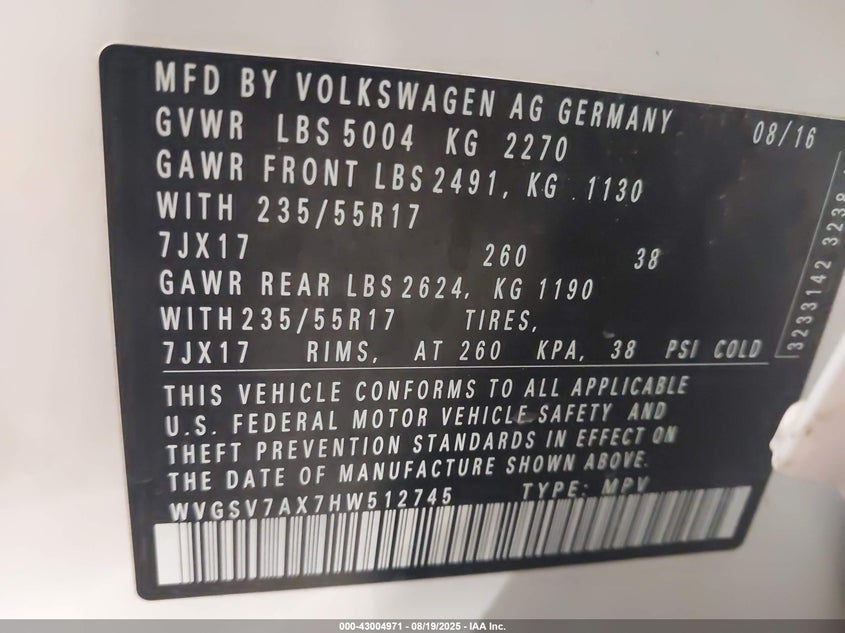 MFD BY VOLKSWAGEN AG GERMANY 08/16
GVWR LBS 5004 KG 2270
GAWR FRONT LBS 2491, KG . 1130
WITH 235/55R17
7JX17 260 38
GAWR REAR LBS 2624, KG 1190
WITH 235/55R17 TIRES,
7JX17 RIMS, AT 260 KPA, 38 PSI COLD
THIS VEHICLE CONFORMS TO ALL APPLICABLE
U.S. FEDERAL MOTOR VEHICLE SAFETY AND
THEFT PREVENTION STANDARDS IN EFFECT ON
THE DATE OF MANUFACTURE SHOWN ABOVE.
WVGSV7AX7HW512745 TYPE: MPV
3233142 3238
000-43004971 - 08/19/2025 - IAA Inc.